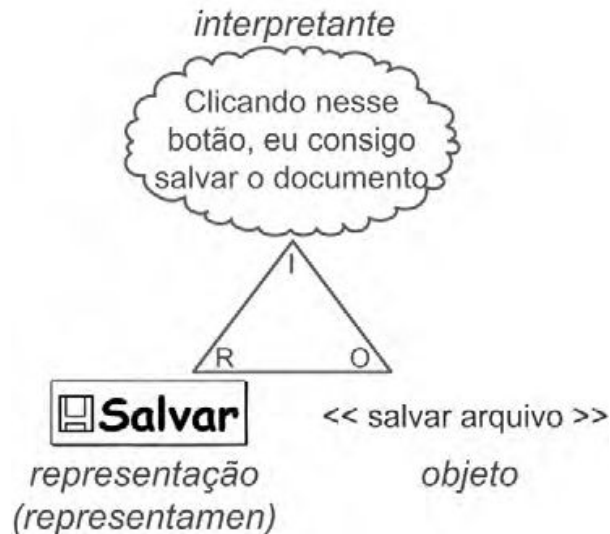 interpretante
Clicando nesse
botão, eu consigo
salvar o documento
I
R
O
Salvar
<< salvar arquivo >>
representação
(representamen)
objeto